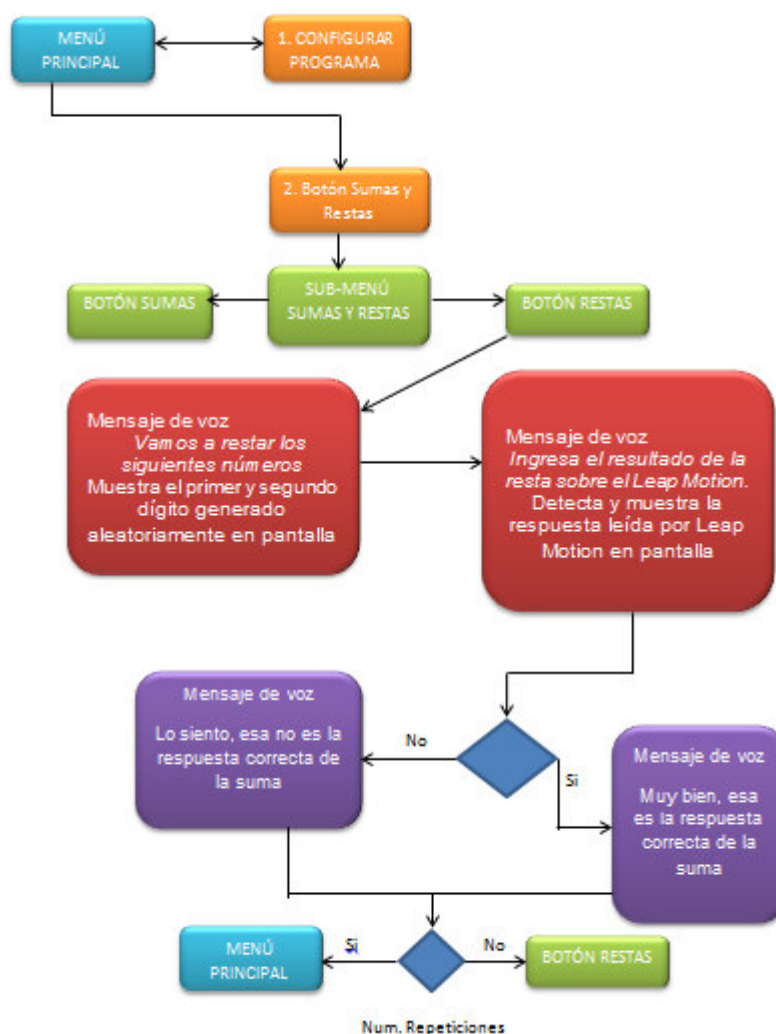 MENÚ
PRINCIPAL
1. CONFIGURAR
PROGRAMA
2. Botón Sumas y
Restas
BOTÓN SUMAS
SUB-MENÚ
SUMAS Y RESTAS
BOTÓN RESTAS
Mensaje de voz
Vamos a restar los
siguientes números
Muestra el primer y segundo
dígito generado
aleatoriamente en pantalla
Mensaje de voz
Ingresa el resultado de la
resta sobre el Leap Motion.
Detecta y muestra la
respuesta leída por Leap
Motion en pantalla
Mensaje de voz
Lo siento, esa no es la
respuesta correcta de
la suma
No
Si
Mensaje de voz
Muy bien, esa
es la respuesta
correcta de la
suma
MENÚ
PRINCIPAL
Si
No
BOTÓN RESTAS
Num. Repeticiones